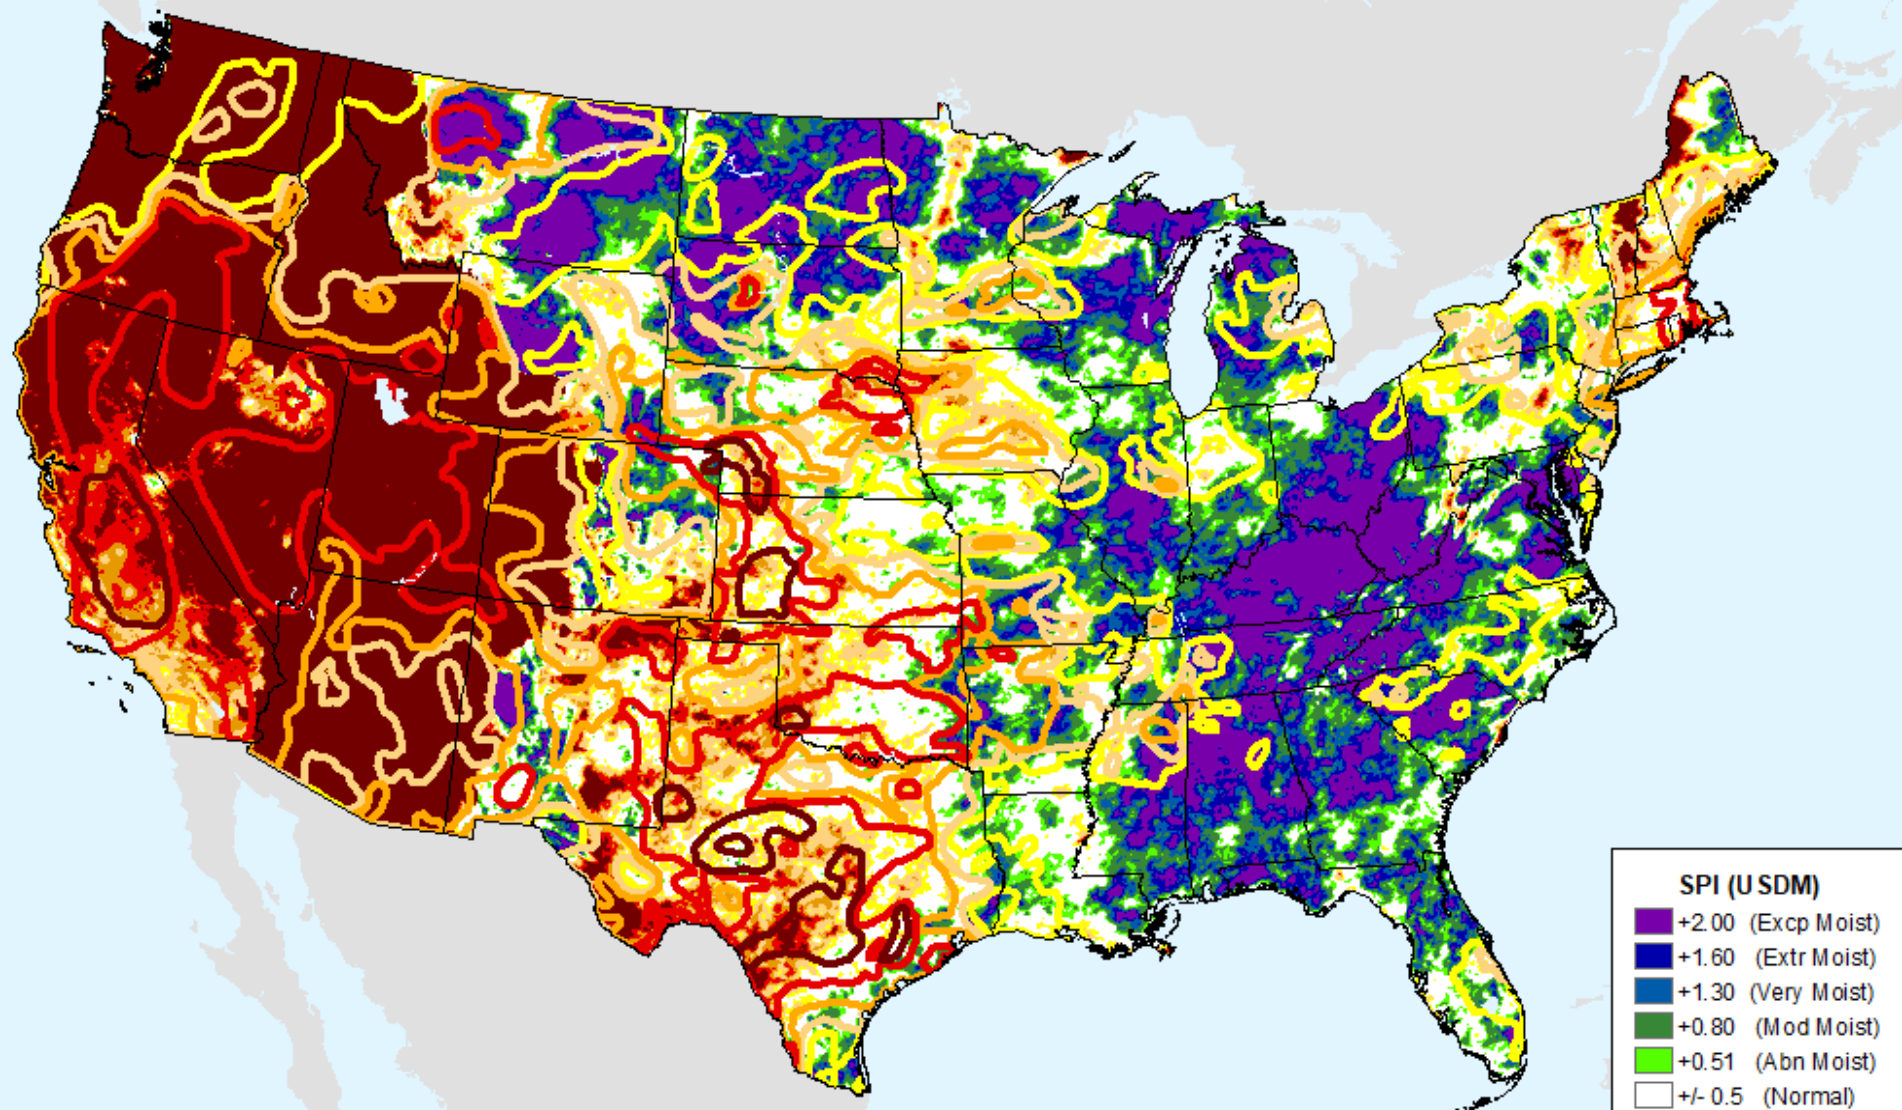 SPI (USDM)
+2.00 (Excp Moist)
+1.60 (Extr Moist)
+1.30 (Very Moist)
+0.80 (Mod Moist)
+0.51 (Abn Moist)
+/- 0.5 (Normal)